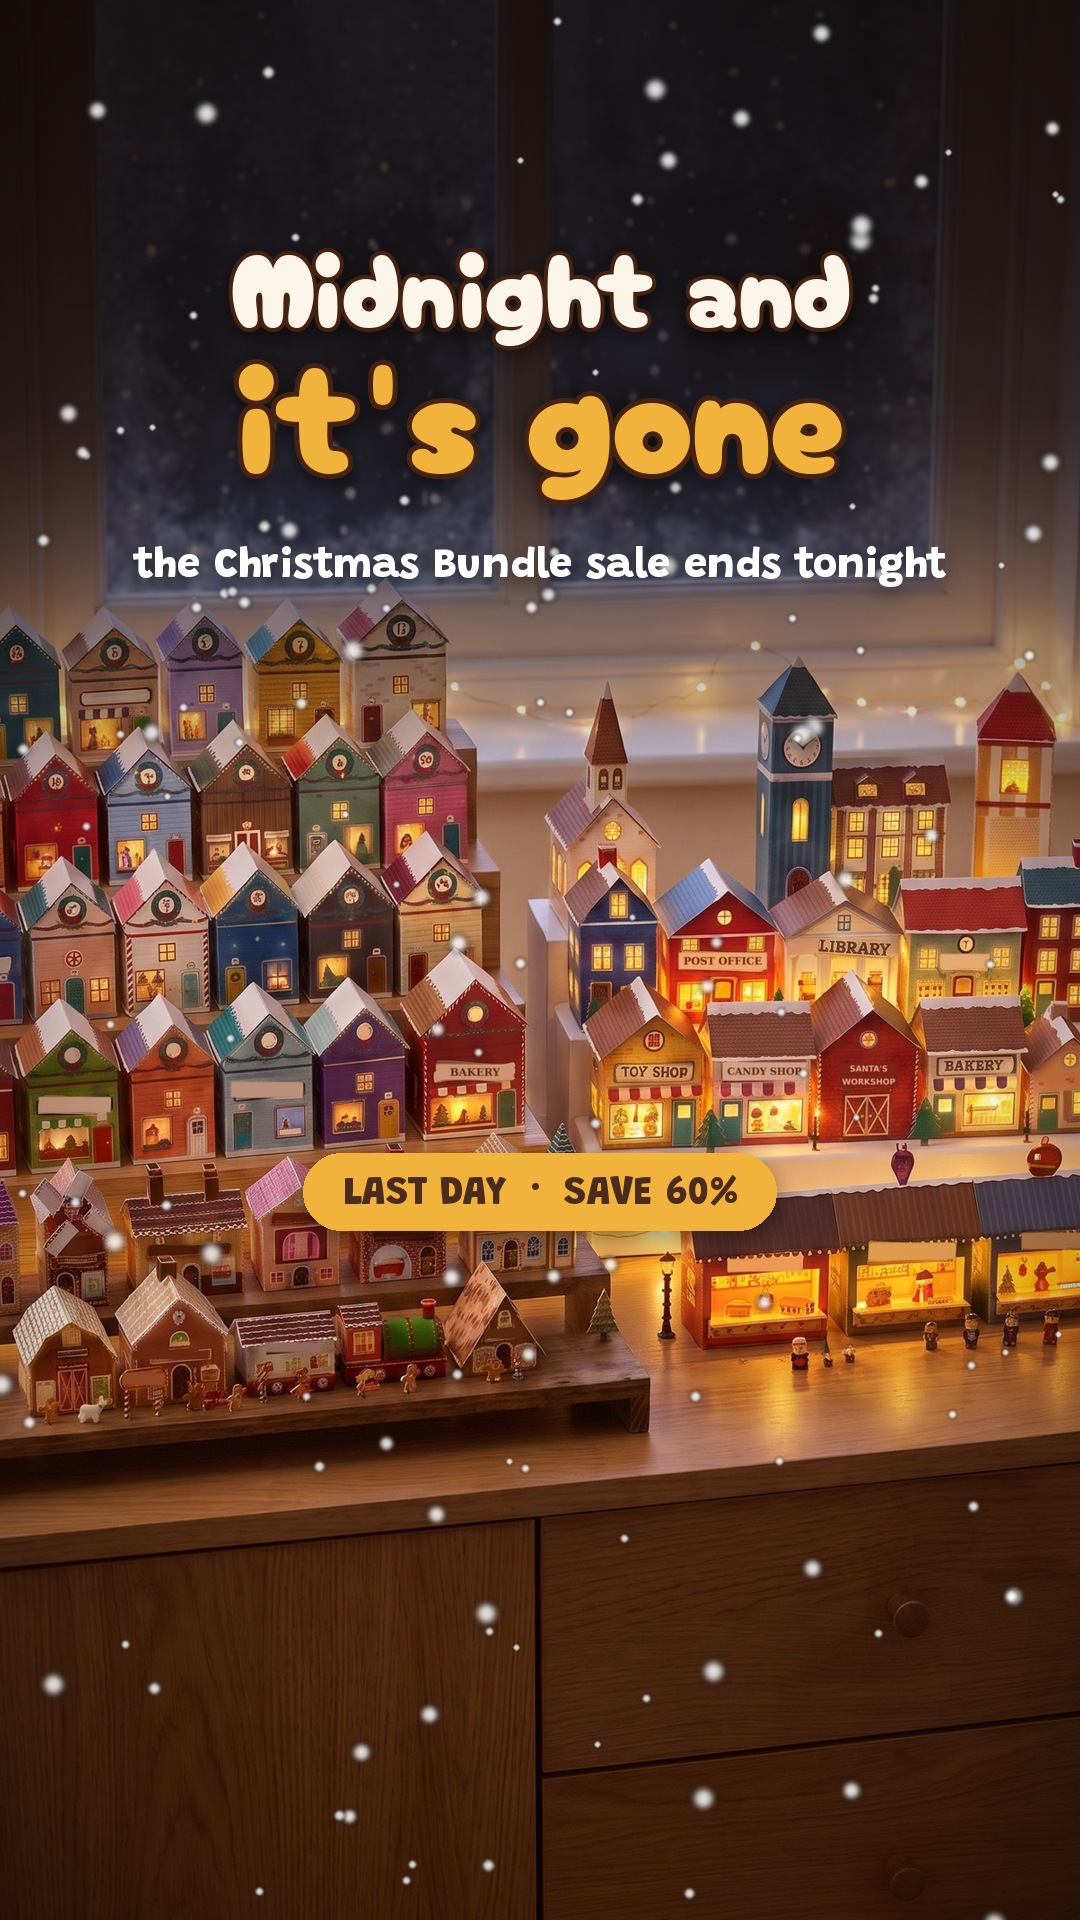 Midnight and
it's gone
the Christmas Bundle sale ends tonight
LIBRARY
POST OFFICE
TOY SHOP
CANDY SHOP
SANTA'S
WORKSHOP
BAKERY
BAKERY
LAST DAY · SAVE 60%